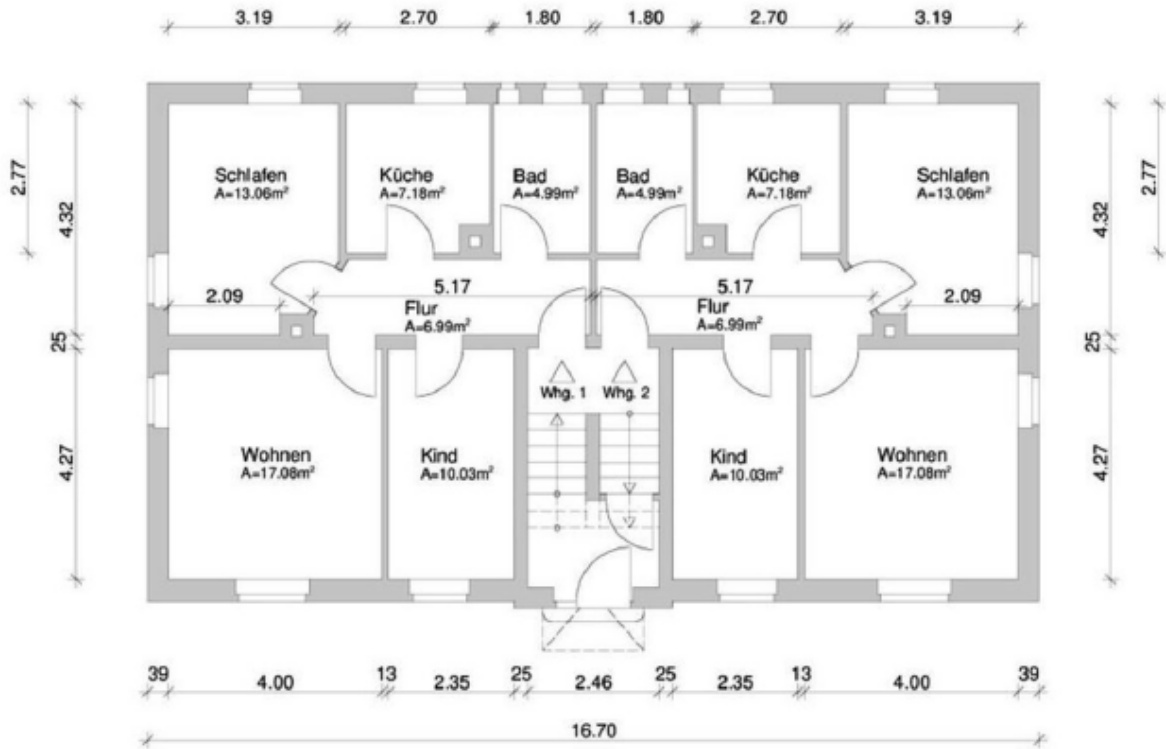 3.19 2.70 1.80 1.80 2.70 3.19
2.77
4.32
25
4.27
Schlafen
A=13.06m²
Küche
A=7.18m²
Bad
A=4.99m²
Bad
A=4.99m²
Küche
A=7.18m²
Schlafen
A=13.06m²
4.32
2.77
25
4.27
2.09
5.17
Flur
A=6.99m²
5.17
Flur
A=6.99m²
2.09
Whg. 1
Whg. 2
Wohnen
A=17.08m²
Kind
A=10.03m²
Kind
A=10.03m²
Wohnen
A=17.08m²
39 4.00 13 2.35 25 2.46 25 2.35 13 4.00 39
16.70